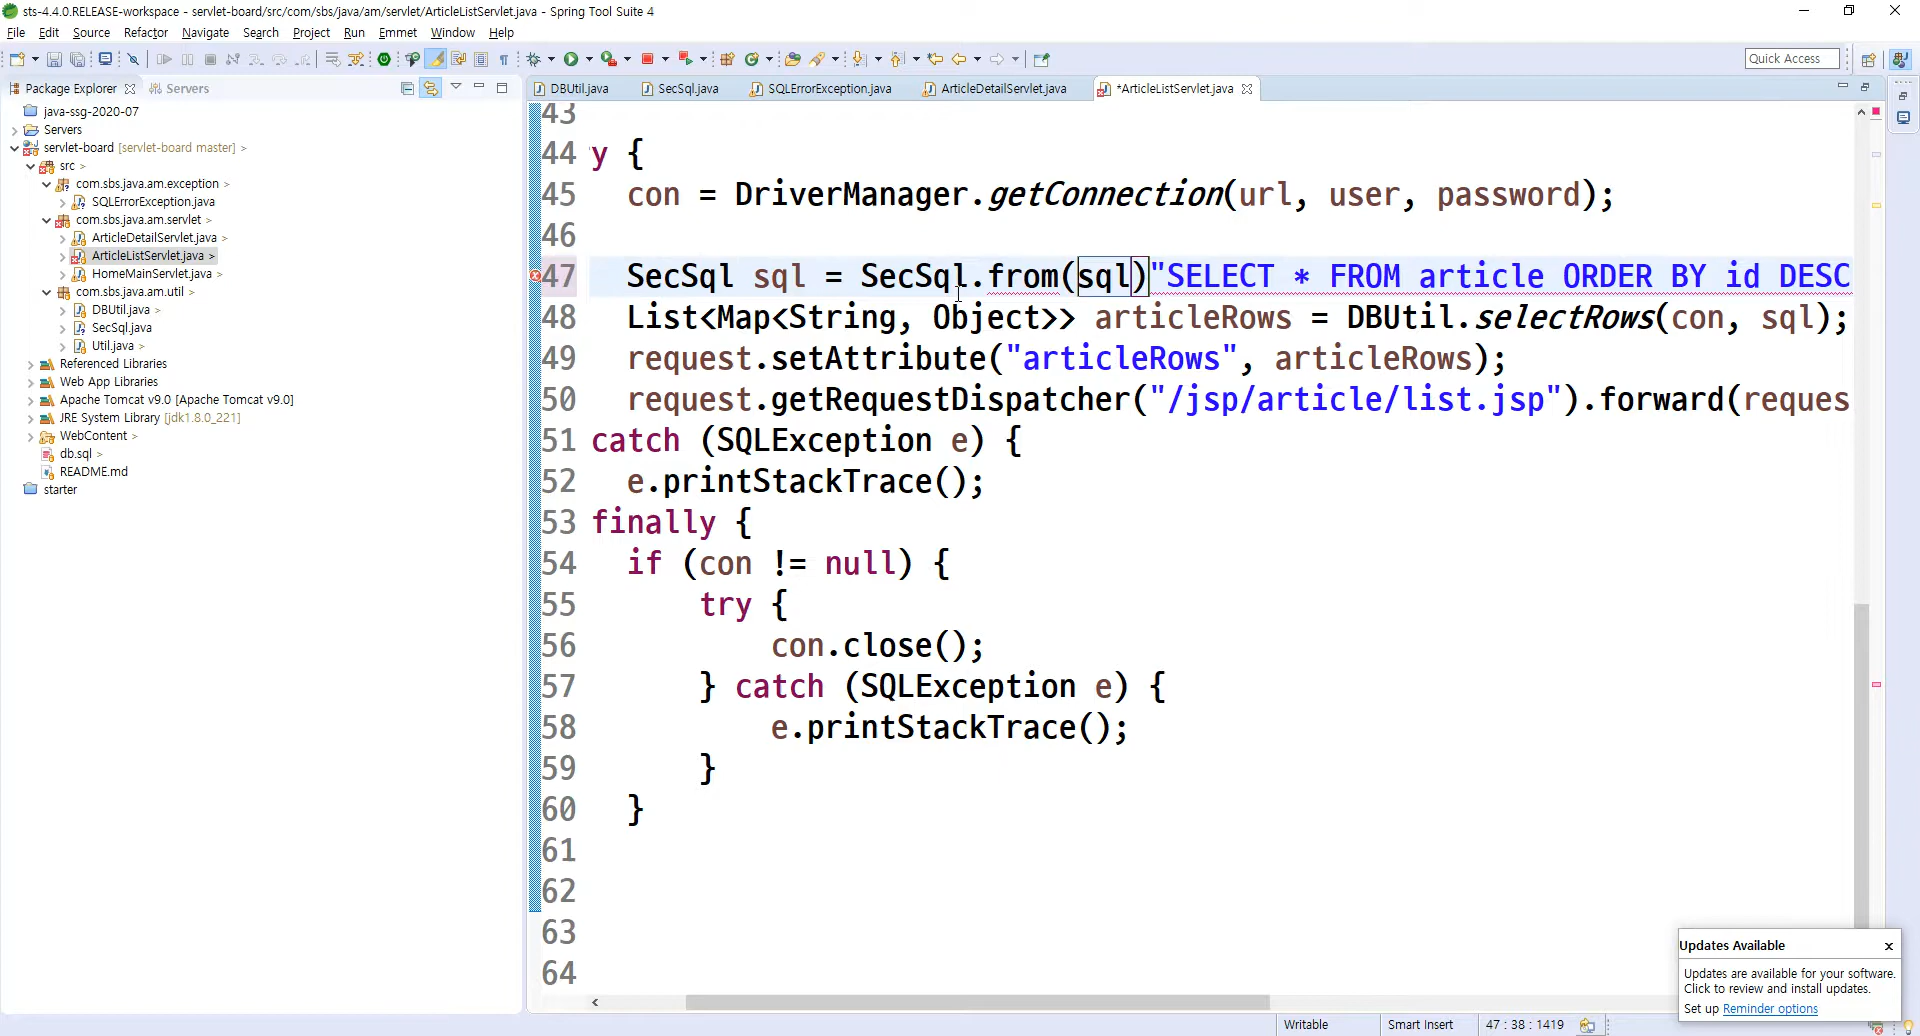 sts-4.4.0.RELEASE-workspace - servlet-board/src/com/sbs/java/am/servlet/ArticleListServlet.java - Spring Tool Suite 4
File Edit Source Refactor Navigate Search Project Run Emmet Window Help
Quick Access
Package Explorer Servers
DBUtil.java SecSql.java SQLErrorException.java ArticleDetailServlet.java *ArticleListServlet.java
java-ssg-2020-07
Servers
servlet-board [servlet-board master] >
src >
com.sbs.java.am.exception >
SQLErrorException.java
com.sbs.java.am.servlet >
ArticleDetailServlet.java >
ArticleListServlet.java >
HomeMainServlet.java >
com.sbs.java.am.util >
DBUtil.java >
SecSql.java
Util.java >
Referenced Libraries
Web App Libraries
Apache Tomcat v9.0 [Apache Tomcat v9.0]
JRE System Library [jdk1.8.0_221]
WebContent >
db.sql >
README.md
starter
43
44 y {
45 con = DriverManager.getConnection(url, user, password);
46
47 SecSql sql = SecSql.from(sql)"SELECT * FROM article ORDER BY id DESC
48 List<Map<String, Object>> articleRows = DBUtil.selectRows(con, sql);
49 request.setAttribute("articleRows", articleRows);
50 request.getRequestDispatcher("/jsp/article/list.jsp").forward(reques
51 catch (SQLException e) {
52 e.printStackTrace();
53 finally {
54 if (con != null) {
55 try {
56 con.close();
57 } catch (SQLException e) {
58 e.printStackTrace();
59 }
60 }
61
62
63
64
Updates Available
Updates are available for your software.
Click to review and install updates.
Set up Reminder options
Writable Smart Insert 47 : 38 : 1419